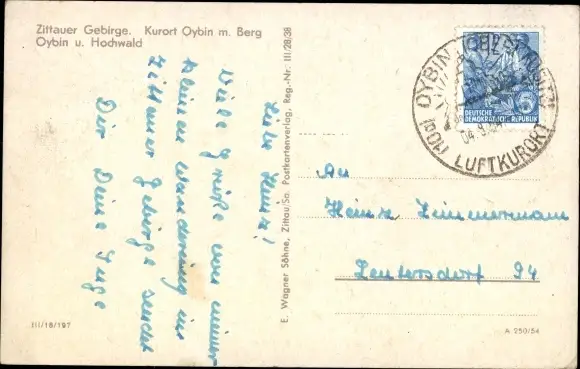 Zittauer Gebirge. Kurort Oybin m. Berg
Oybin u. Hochwald
Liebe Heinz!
Viele Grüße von einer
kleinen Wanderung im
Zittauer Gebirge sendet
Dir Deine Inge
E. Wagner Söhne, Zittau/Sa. Postkartenverlag, Reg.-Nr. III/28/38
OYBIN
LUFTKURORT
DEUTSCHE
DEMOKRATISCHE REPUBLIK
An
Heinz Zimmermann
Leutersdorf 94
III/18/197
A 250/54